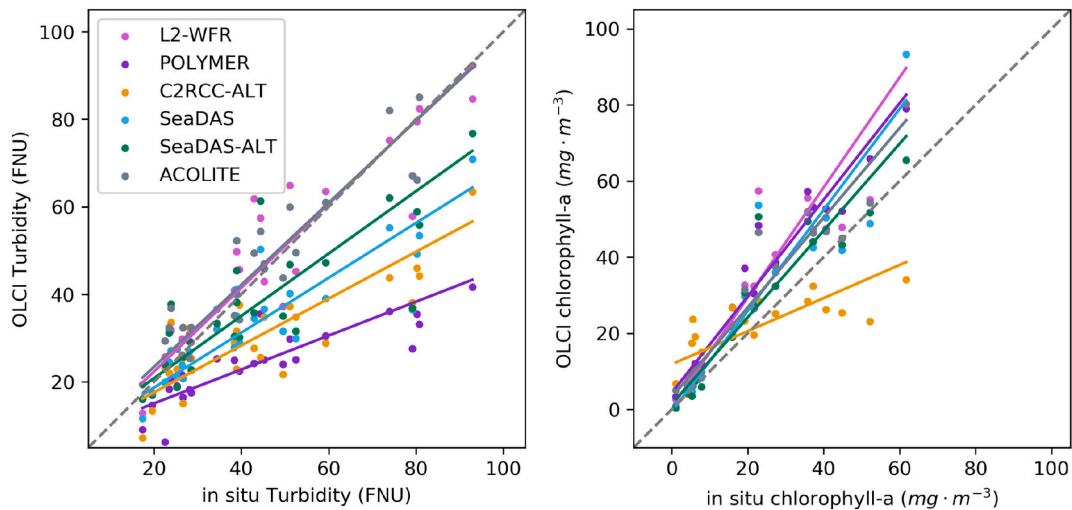 100
80
60
40
20
OLCI Turbidity (FNU)
L2-WFR
POLYMER
C2RCC-ALT
SeaDAS
SeaDAS-ALT
ACOLITE
20 40 60 80 100
in situ Turbidity (FNU)
100
80
60
40
20
0
OLCI chlorophyll-a (mg · m⁻³)
0 20 40 60 80 100
in situ chlorophyll-a (mg · m⁻³)